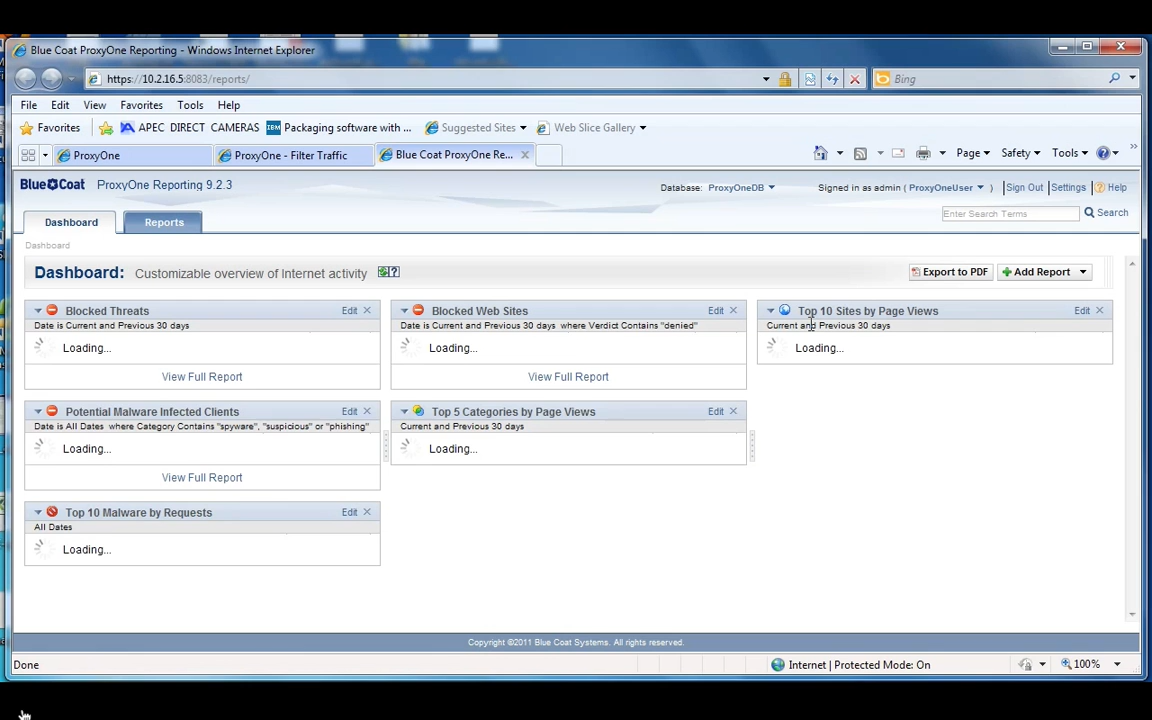 Blue Coat ProxyOne Reporting - Windows Internet Explorer
https://10.2.16.5:8083/reports/
Bing
File Edit View Favorites Tools Help
Favorites APEC DIRECT CAMERAS IBM Packaging software with ... Suggested Sites Web Slice Gallery
ProxyOne ProxyOne - Filter Traffic Blue Coat ProxyOne Re... Page Safety Tools
Blue Coat ProxyOne Reporting 9.2.3 Database: ProxyOneDB Signed in as admin ( ProxyOneUser ) Sign Out Settings Help
Dashboard Reports Enter Search Terms Search
Dashboard
Dashboard: Customizable overview of Internet activity Export to PDF Add Report
Blocked Threats Edit
Date is Current and Previous 30 days
Loading...
View Full Report
Blocked Web Sites Edit
Date is Current and Previous 30 days where Verdict Contains "denied"
Loading...
View Full Report
Top 10 Sites by Page Views Edit
Current and Previous 30 days
Loading...
Potential Malware Infected Clients Edit
Date is All Dates where Category Contains "spyware", "suspicious" or "phishing"
Loading...
View Full Report
Top 5 Categories by Page Views Edit
Current and Previous 30 days
Loading...
Top 10 Malware by Requests Edit
All Dates
Loading...
Copyright ©2011 Blue Coat Systems. All rights reserved.
Done Internet | Protected Mode: On 100%